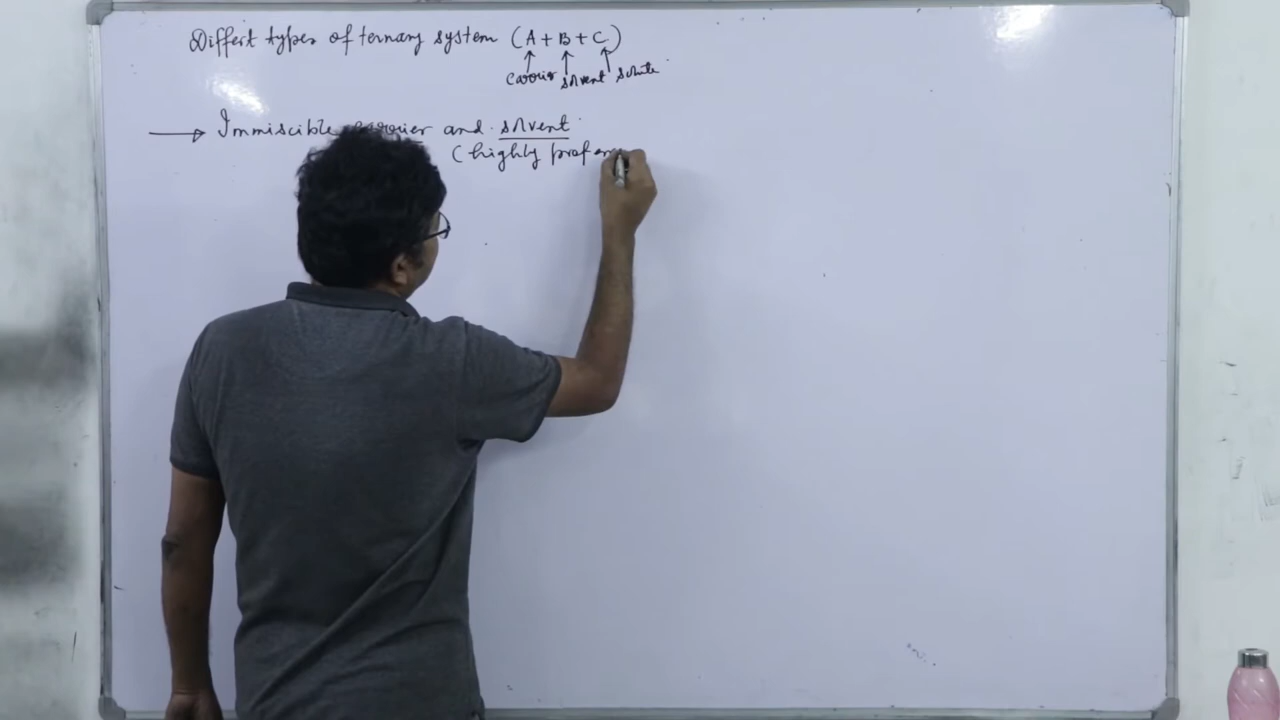 Differt types of ternary system (A + B + C)
carrier solvent solute
→ Immiscible carrier and solvent
(highly prefer